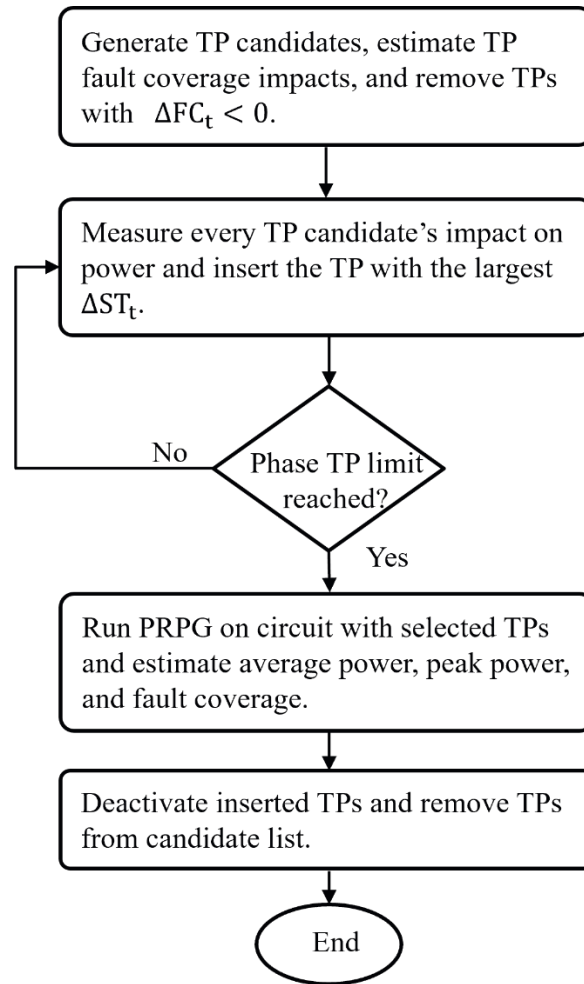 Generate TP candidates, estimate TP
fault coverage impacts, and remove TPs
with ΔFCₜ < 0.
Measure every TP candidate’s impact on
power and insert the TP with the largest
ΔSTₜ.
No
Phase TP limit
reached?
Yes
Run PRPG on circuit with selected TPs
and estimate average power, peak power,
and fault coverage.
Deactivate inserted TPs and remove TPs
from candidate list.
End